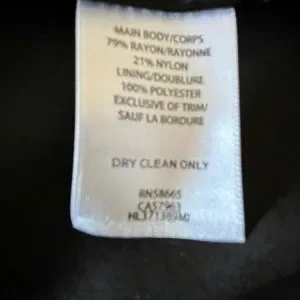 MAIN BODY/CORPS
79% RAYON/RAYONNE
21% NYLON
LINING/DOUBLURE
100% POLYESTER
EXCLUSIVE OF TRIM/
SAUF LA BORDURE
DRY CLEAN ONLY
RN58665
CA57961